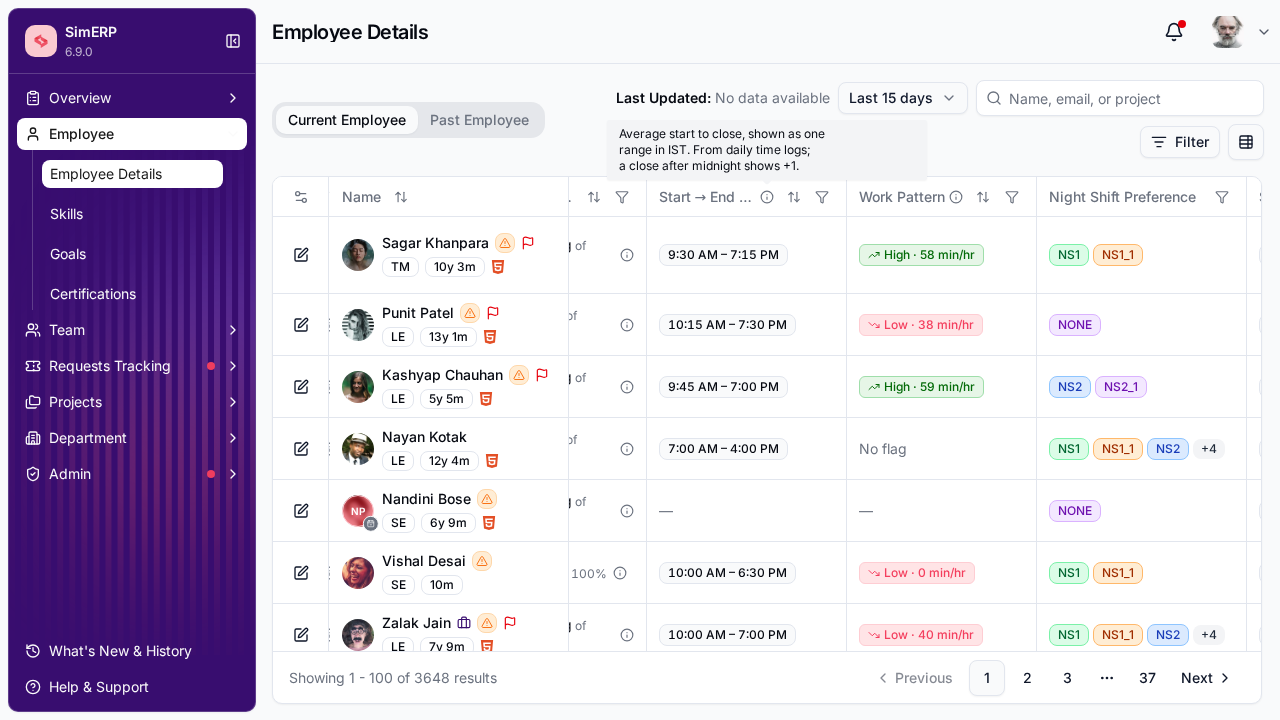 SimERP
6.9.0
Overview
Employee
Employee Details
Skills
Goals
Certifications
Team
Requests Tracking
Projects
Department
Admin
What's New & History
Help & Support
Employee Details
Current Employee
Past Employee
Last Updated: No data available
Last 15 days
Name, email, or project
Filter
Average start to close, shown as one
range in IST. From daily time logs;
a close after midnight shows +1.
Name
Start → End ...
Work Pattern
Night Shift Preference
Sagar Khanpara
TM 10y 3m
of
9:30 AM – 7:15 PM
High · 58 min/hr
NS1 NS1_1
Punit Patel
LE 13y 1m
of
10:15 AM – 7:30 PM
Low · 38 min/hr
NONE
Kashyap Chauhan
LE 5y 5m
of
9:45 AM – 7:00 PM
High · 59 min/hr
NS2 NS2_1
Nayan Kotak
LE 12y 4m
of
7:00 AM – 4:00 PM
No flag
NS1 NS1_1 NS2 +4
NP
Nandini Bose
SE 6y 9m
of
—
—
NONE
Vishal Desai
SE 10m
100%
10:00 AM – 6:30 PM
Low · 0 min/hr
NS1 NS1_1
Zalak Jain
LE 7y 9m
of
10:00 AM – 7:00 PM
Low · 40 min/hr
NS1 NS1_1 NS2 +4
Showing 1 - 100 of 3648 results
Previous 1 2 3 ••• 37 Next